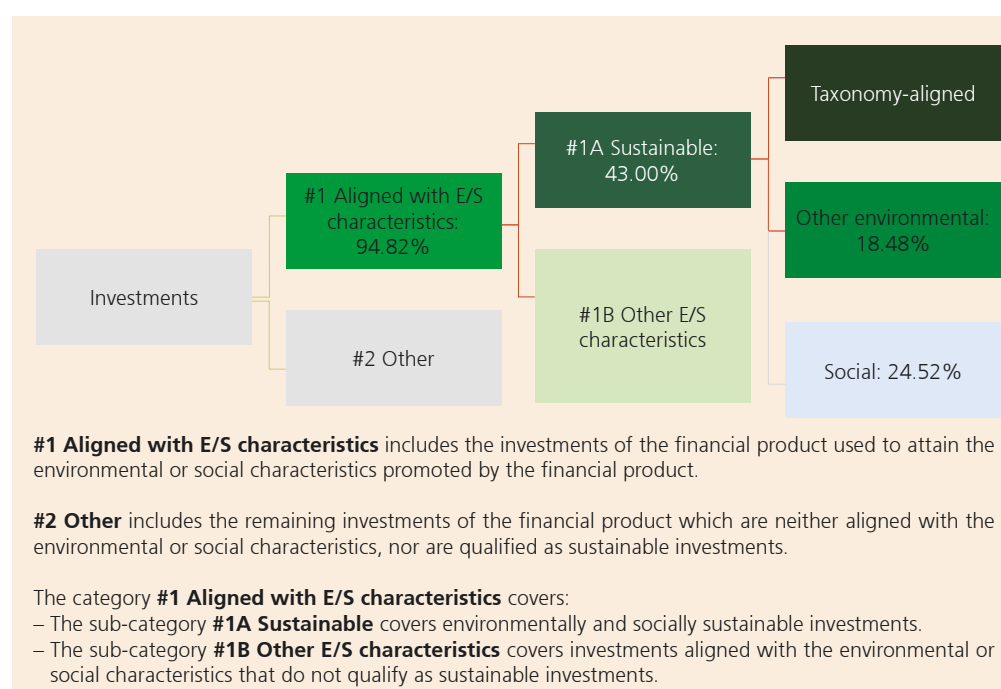 Taxonomy-aligned
#1A Sustainable:
43.00%
#1 Aligned with E/S
characteristics:
94.82%
Other environmental:
18.48%
Investments
#1B Other E/S
characteristics
#2 Other
Social: 24.52%
#1 Aligned with E/S characteristics includes the investments of the financial product used to attain the
environmental or social characteristics promoted by the financial product.
#2 Other includes the remaining investments of the financial product which are neither aligned with the
environmental or social characteristics, nor are qualified as sustainable investments.
The category #1 Aligned with E/S characteristics covers:
– The sub-category #1A Sustainable covers environmentally and socially sustainable investments.
– The sub-category #1B Other E/S characteristics covers investments aligned with the environmental or
social characteristics that do not qualify as sustainable investments.